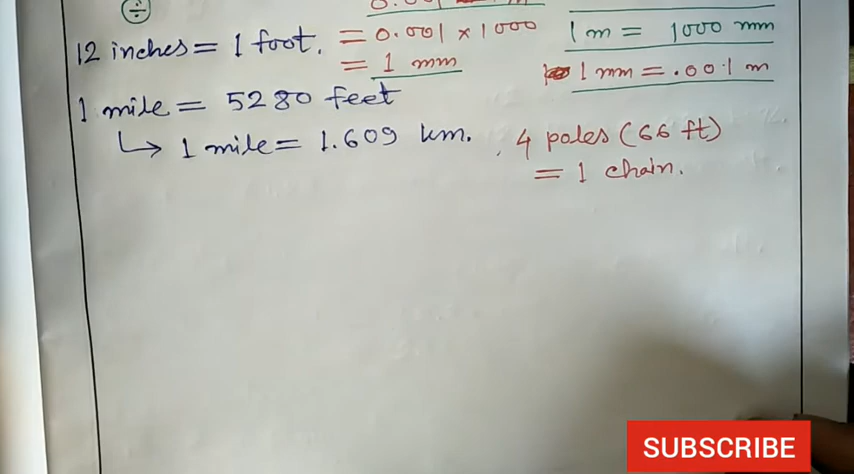 ÷
12 inches = 1 foot.
= 0.001 x 1000
= 1 mm
1 m = 1000 mm
1 mm = .001 m
1 mile = 5280 feet
↳ 1 mile = 1.609 km.
4 poles (66 ft)
= 1 chain.
SUBSCRIBE